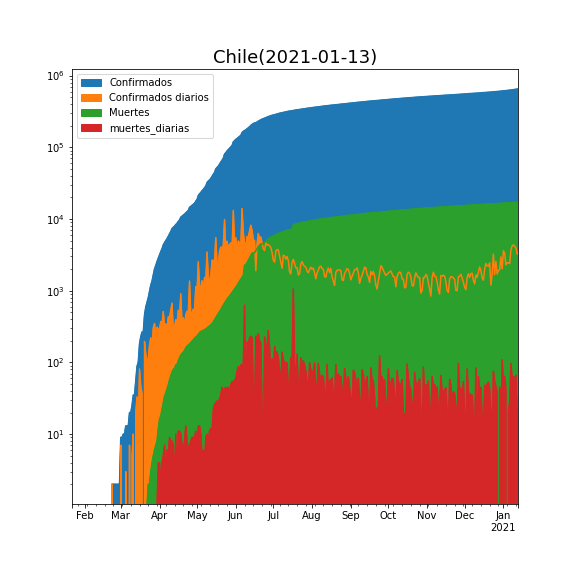 Chile(2021-01-13)
Confirmados
Confirmados diarios
Muertes
muertes_diarias
10^6
10^5
10^4
10^3
10^2
10^1
Feb Mar Apr May Jun Jul Aug Sep Oct Nov Dec Jan
2021